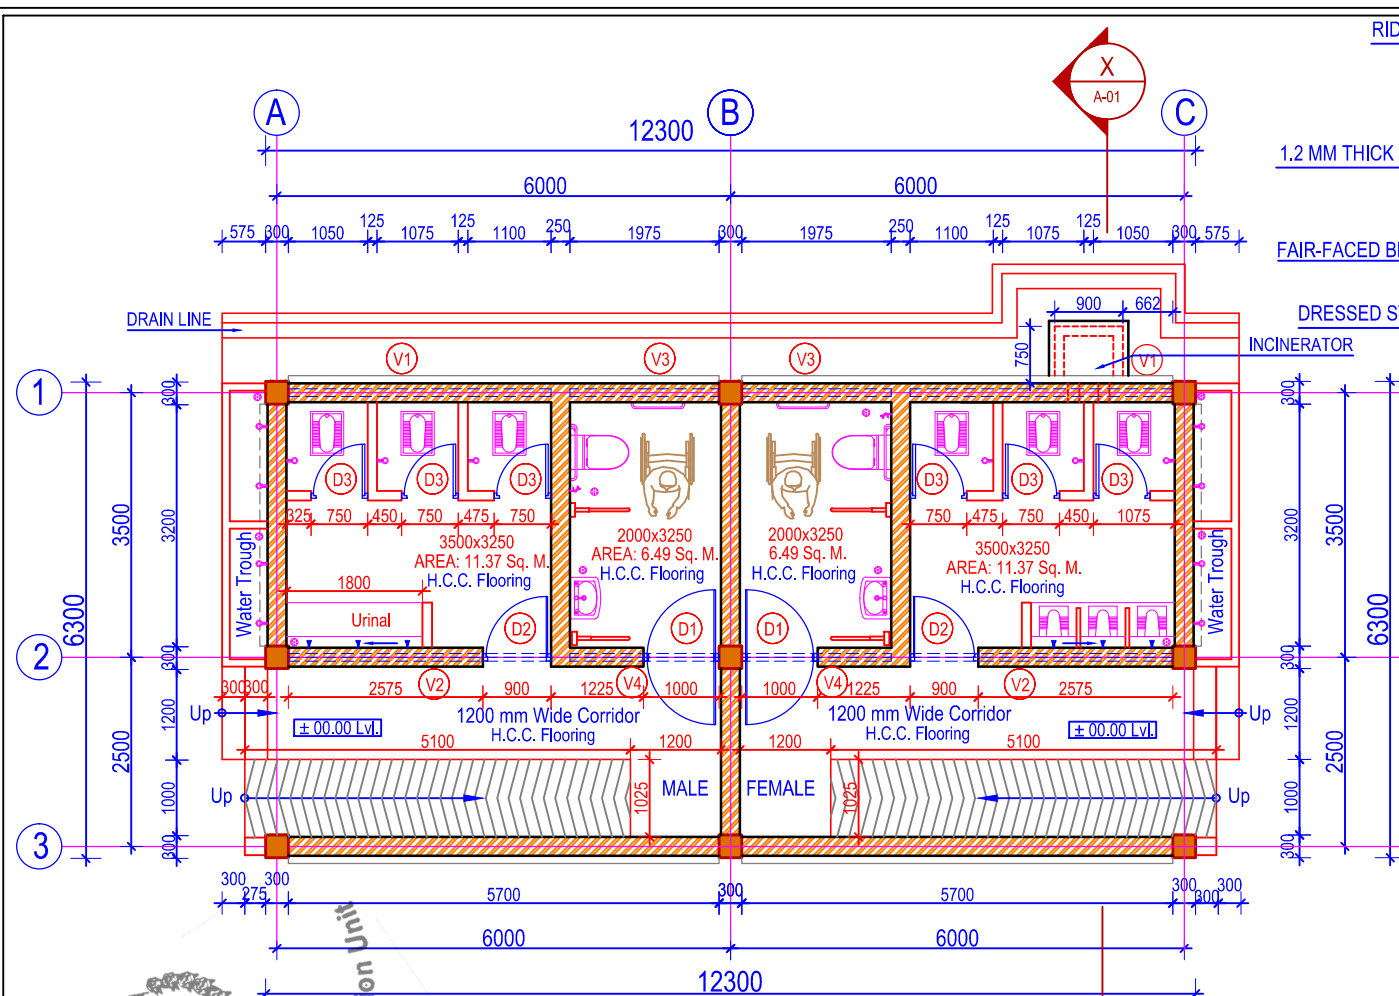 RID
A
B
C
X
A-01
12300
1.2 MM THICK
6000
6000
575
300
1050
125
1075
125
1100
250
1975
300
1975
250
1100
125
1075
125
1050
300
575
FAIR-FACED B
DRAIN LINE
900
662
DRESSED S
INCINERATOR
750
V1
V3
V3
V1
1
300
300
D3
D3
D3
D3
D3
D3
325
750
450
750
475
750
750
475
750
450
1075
3500
3200
3200
3500
3500x3250
AREA: 11.37 Sq. M.
H.C.C. Flooring
2000x3250
AREA: 6.49 Sq. M.
H.C.C. Flooring
2000x3250
6.49 Sq. M.
H.C.C. Flooring
3500x3250
AREA: 11.37 Sq. M.
H.C.C. Flooring
Water Trough
Water Trough
1800
Urinal
6300
6300
D2
D1
D1
D2
2
300
300
300
300
V2
V4
V4
V2
2575
900
1225
1000
1000
1225
900
2575
Up
Up
1200
1200
± 00.00 Lvl.
1200 mm Wide Corridor
H.C.C. Flooring
1200 mm Wide Corridor
H.C.C. Flooring
± 00.00 Lvl.
2500
2500
5100
1200
1200
5100
Up
1000
1025
MALE
FEMALE
1025
Up
1000
3
300
300
300
275
300
5700
300
5700
300
300
300
6000
6000
on Unit
12300